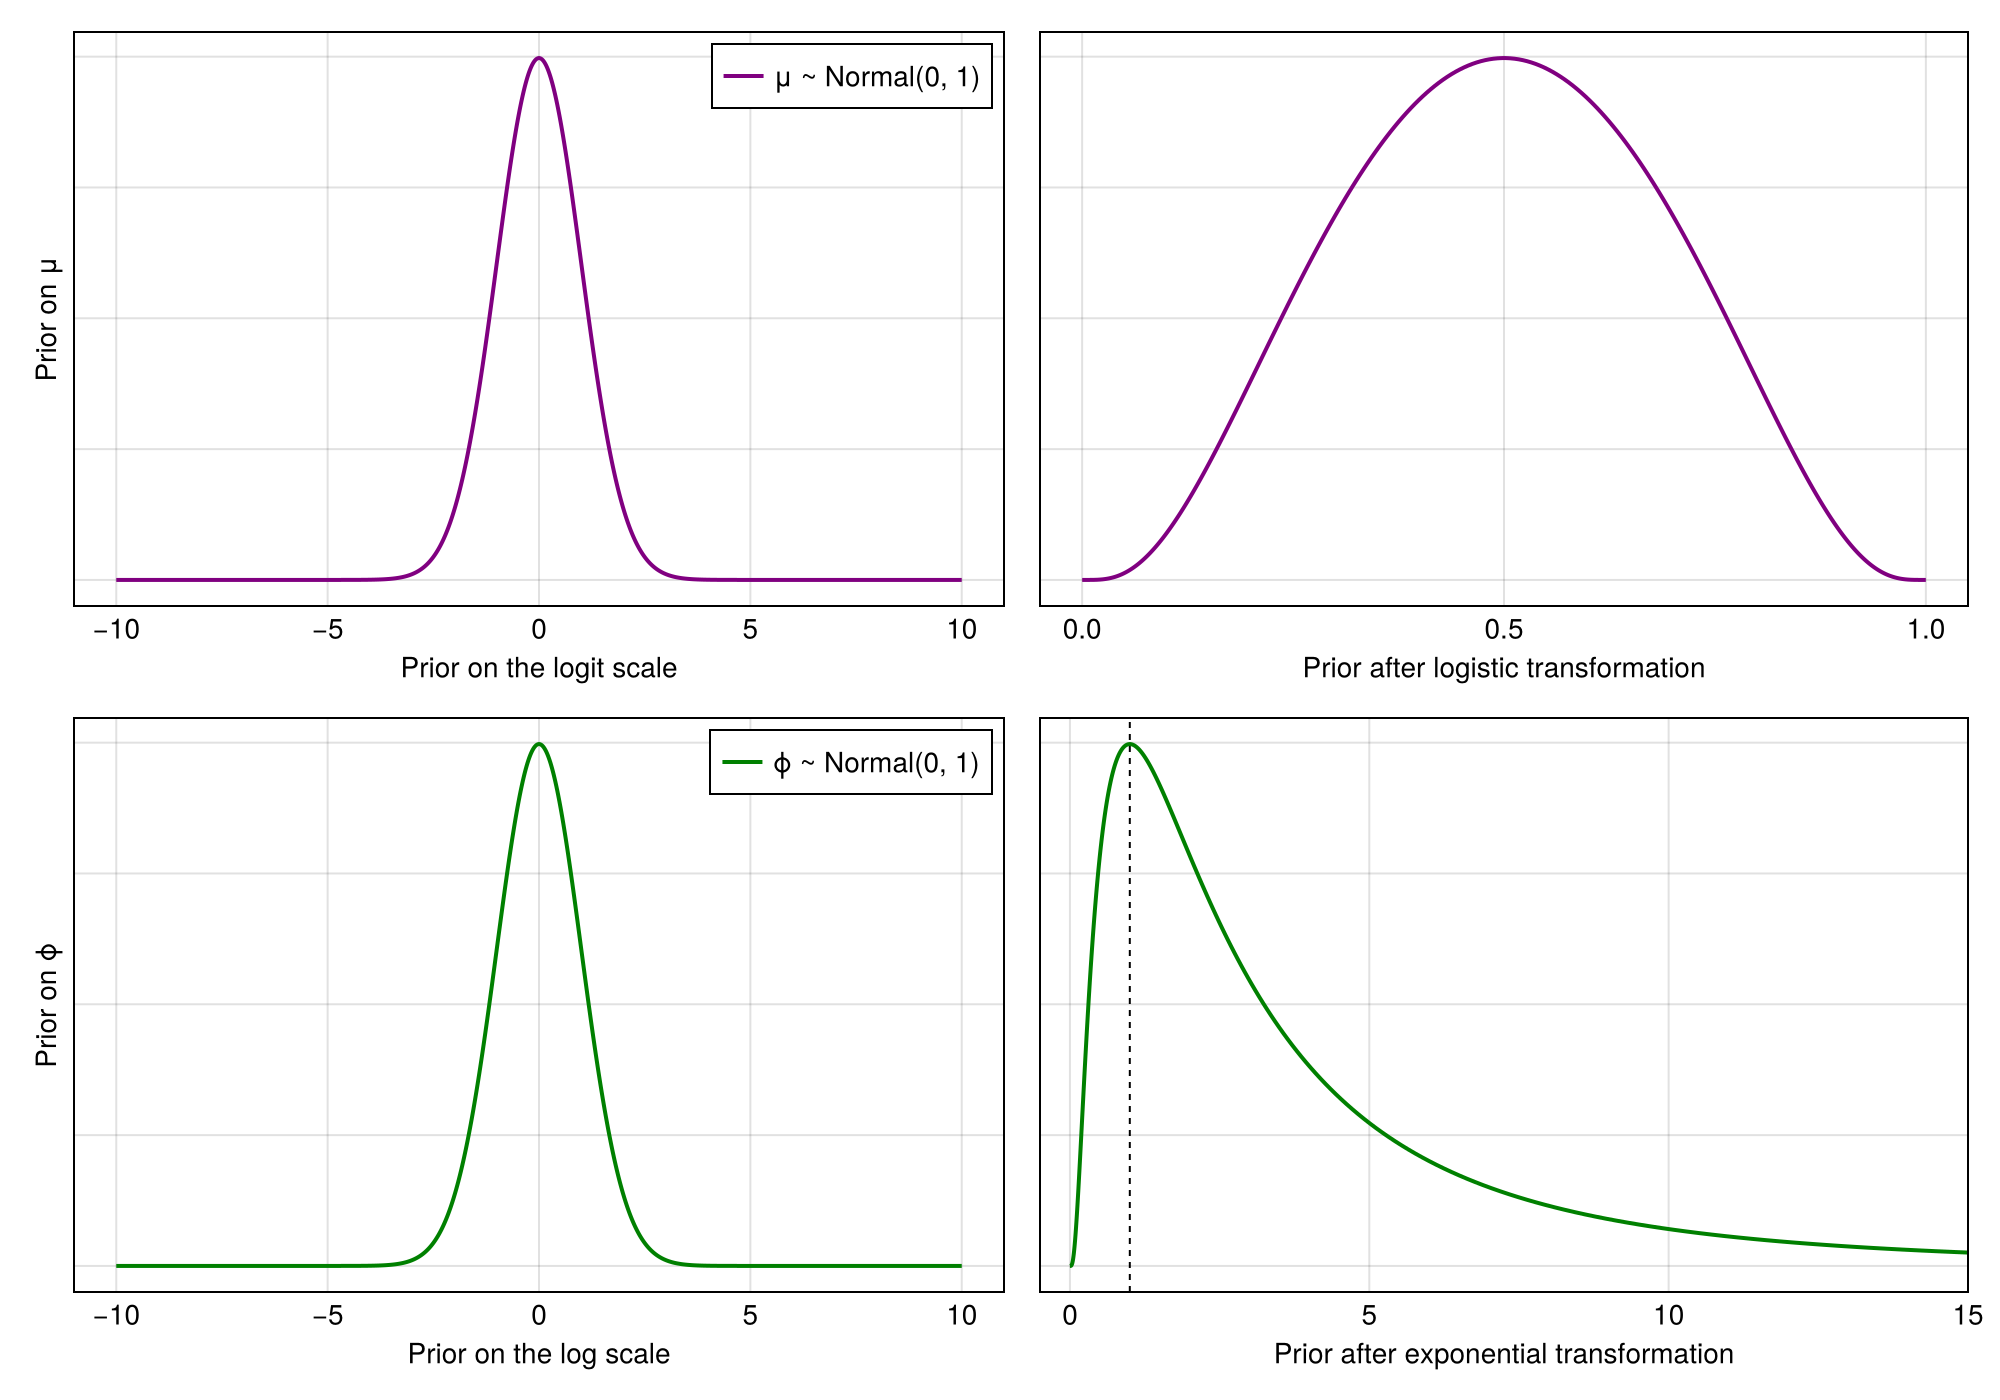 Prior on μ
μ ~ Normal(0, 1)
−10 −5 0 5 10
Prior on the logit scale
0.0 0.5 1.0
Prior after logistic transformation
Prior on ϕ
ϕ ~ Normal(0, 1)
−10 −5 0 5 10
Prior on the log scale
0 5 10 15
Prior after exponential transformation